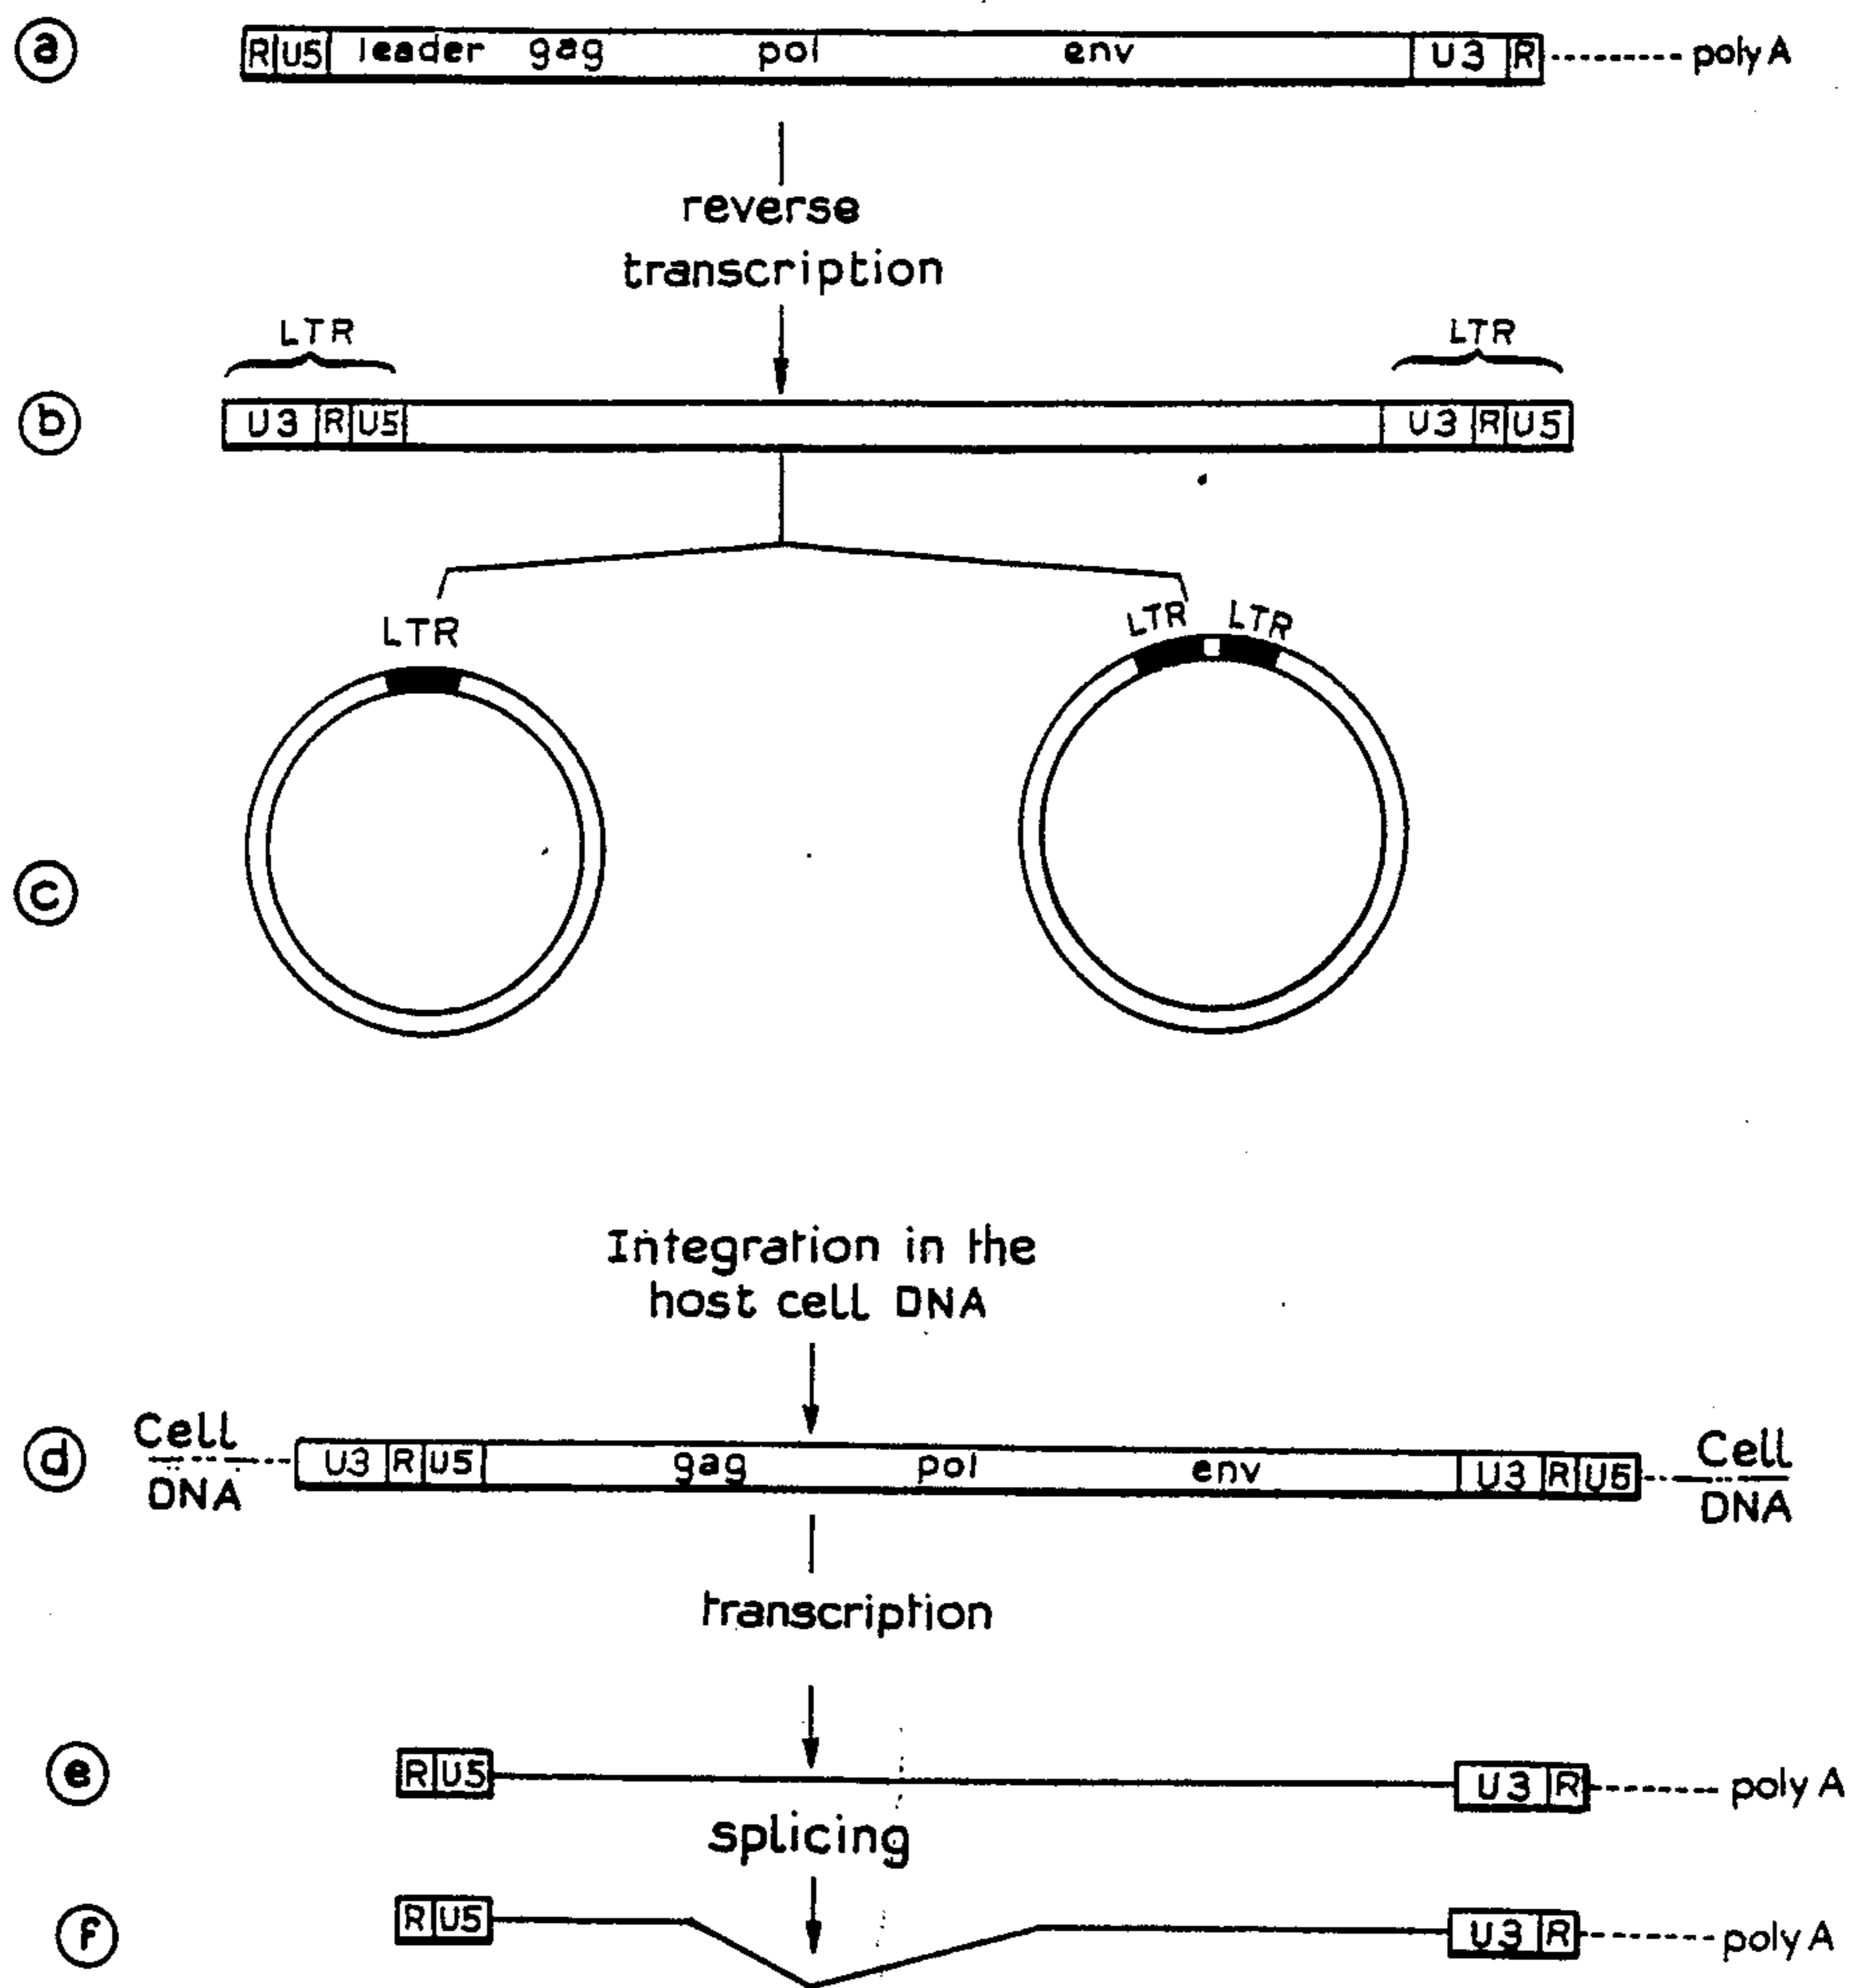 a R U5 leader gag pol env U3 R poly A
reverse
transcription
LTR LTR
b U3 R U5 U3 R U5
LTR LTR LTR
c
Integration in the
host cell DNA
Cell Cell
d U3 R U5 gag pol env U3 R U5
DNA DNA
transcription
e R U5 U3 R poly A
splicing
f R U5 U3 R poly A